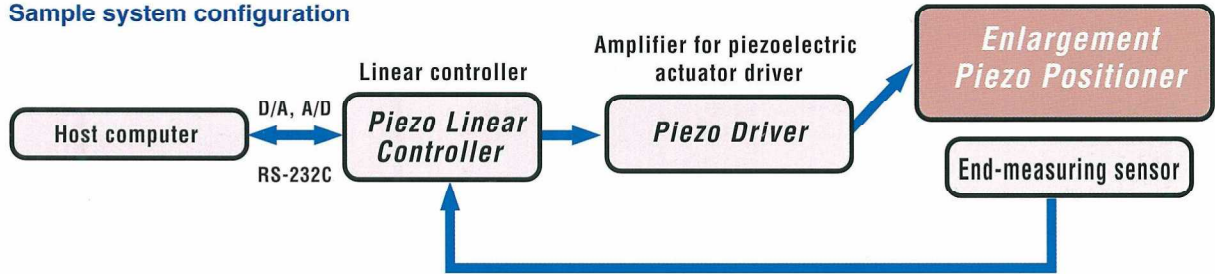 Sample system configuration
Enlargement
Piezo Positioner
Amplifier for piezoelectric
actuator driver
Linear controller
D/A, A/D
Host computer
Piezo Linear
Controller
Piezo Driver
RS-232C
End-measuring sensor